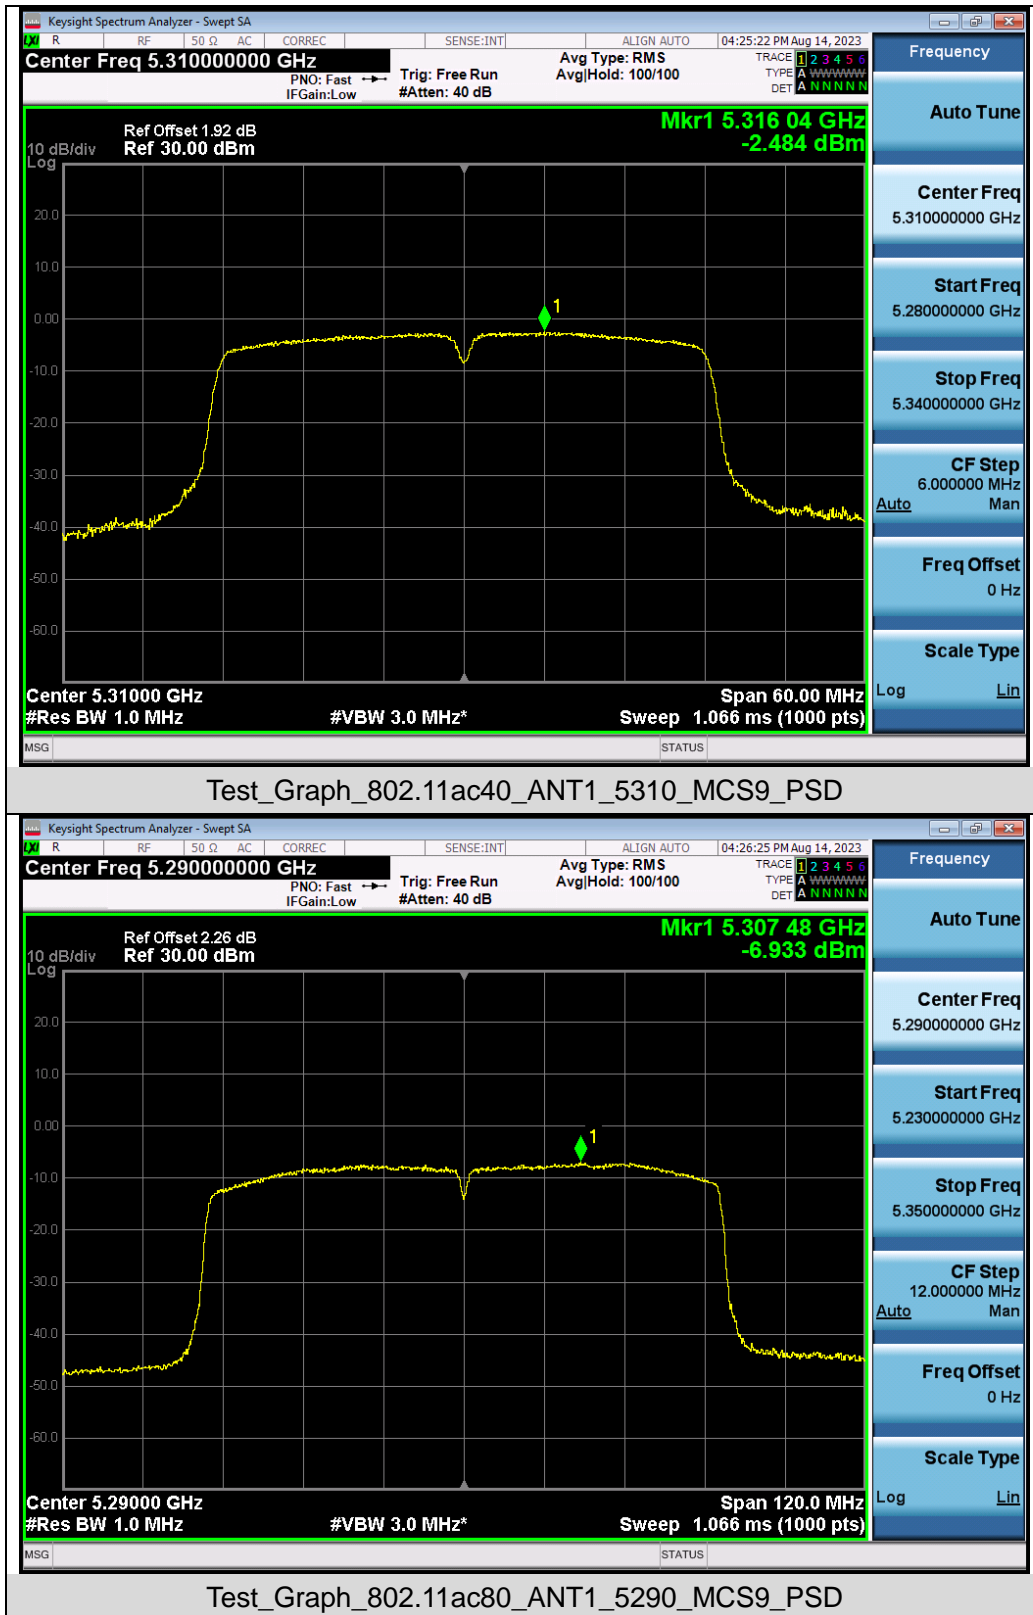 Keysight Spectrum Analyzer - Swept SA
LXI R RF 50 Ω AC CORREC SENSE:INT ALIGN AUTO 04:25:22 PM Aug 14, 2023
Center Freq 5.310000000 GHz
PNO: Fast
IFGain:Low
Trig: Free Run
#Atten: 40 dB
Avg Type: RMS
Avg|Hold: 100/100
TRACE 1 2 3 4 5 6
TYPE A WWWWW
DET A N N N N N
Mkr1 5.316 04 GHz
-2.484 dBm
Ref Offset 1.92 dB
10 dB/div Ref 30.00 dBm
Log
20.0
10.0
0.00
-10.0
-20.0
-30.0
-40.0
-50.0
-60.0
1
Center 5.31000 GHz Span 60.00 MHz
#Res BW 1.0 MHz #VBW 3.0 MHz* Sweep 1.066 ms (1000 pts)
MSG STATUS
Frequency
Auto Tune
Center Freq
5.310000000 GHz
Start Freq
5.280000000 GHz
Stop Freq
5.340000000 GHz
CF Step
6.000000 MHz
Auto Man
Freq Offset
0 Hz
Scale Type
Log Lin
Test_Graph_802.11ac40_ANT1_5310_MCS9_PSD
Keysight Spectrum Analyzer - Swept SA
LXI R RF 50 Ω AC CORREC SENSE:INT ALIGN AUTO 04:26:25 PM Aug 14, 2023
Center Freq 5.290000000 GHz
PNO: Fast
IFGain:Low
Trig: Free Run
#Atten: 40 dB
Avg Type: RMS
Avg|Hold: 100/100
TRACE 1 2 3 4 5 6
TYPE A WWWWW
DET A N N N N N
Mkr1 5.307 48 GHz
-6.933 dBm
Ref Offset 2.26 dB
10 dB/div Ref 30.00 dBm
Log
20.0
10.0
0.00
-10.0
-20.0
-30.0
-40.0
-50.0
-60.0
1
Center 5.29000 GHz Span 120.0 MHz
#Res BW 1.0 MHz #VBW 3.0 MHz* Sweep 1.066 ms (1000 pts)
MSG STATUS
Frequency
Auto Tune
Center Freq
5.290000000 GHz
Start Freq
5.230000000 GHz
Stop Freq
5.350000000 GHz
CF Step
12.000000 MHz
Auto Man
Freq Offset
0 Hz
Scale Type
Log Lin
Test_Graph_802.11ac80_ANT1_5290_MCS9_PSD